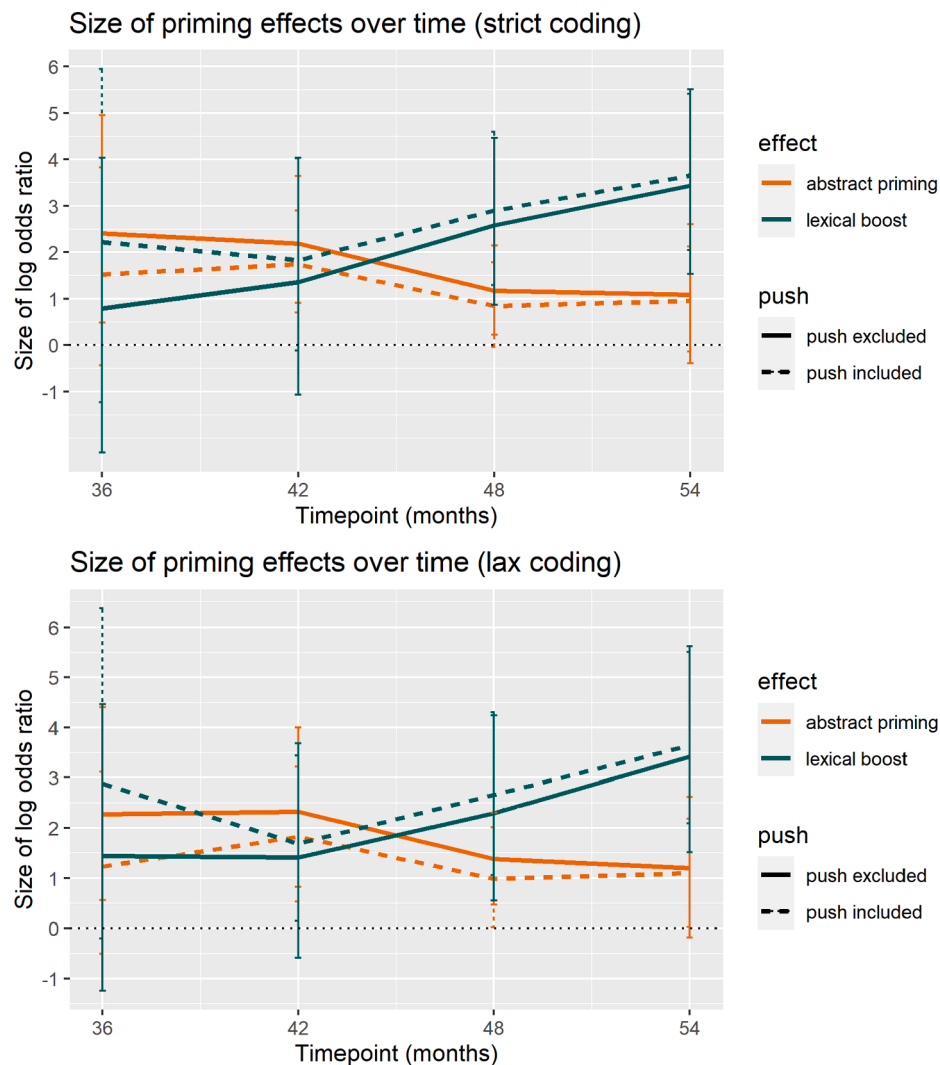 Size of priming effects over time (strict coding)
6
5
4
3
2
1
0
-1
Size of log odds ratio
36
42
48
54
Timepoint (months)
effect
abstract priming
lexical boost
push
push excluded
push included
Size of priming effects over time (lax coding)
6
5
4
3
2
1
0
-1
Size of log odds ratio
36
42
48
54
Timepoint (months)
effect
abstract priming
lexical boost
push
push excluded
push included